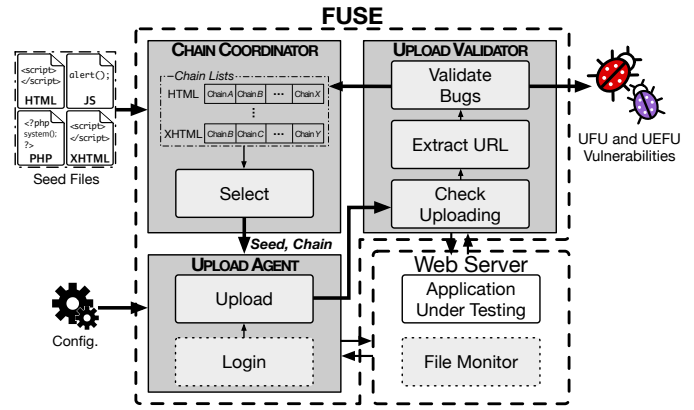 FUSE
CHAIN COORDINATOR
Chain Lists
HTML Chain A Chain B ... Chain X
⋮
XHTML Chain B Chain C ... Chain Y
Select
Seed, Chain
<script>
</script>
HTML
alert();
JS
<?php
system();
?>
PHP
<script>
</script>
XHTML
Seed Files
UPLOAD VALIDATOR
Validate
Bugs
Extract URL
Check
Uploading
UFU and UEFU
Vulnerabilities
UPLOAD AGENT
Upload
Login
Config.
Web Server
Application
Under Testing
File Monitor